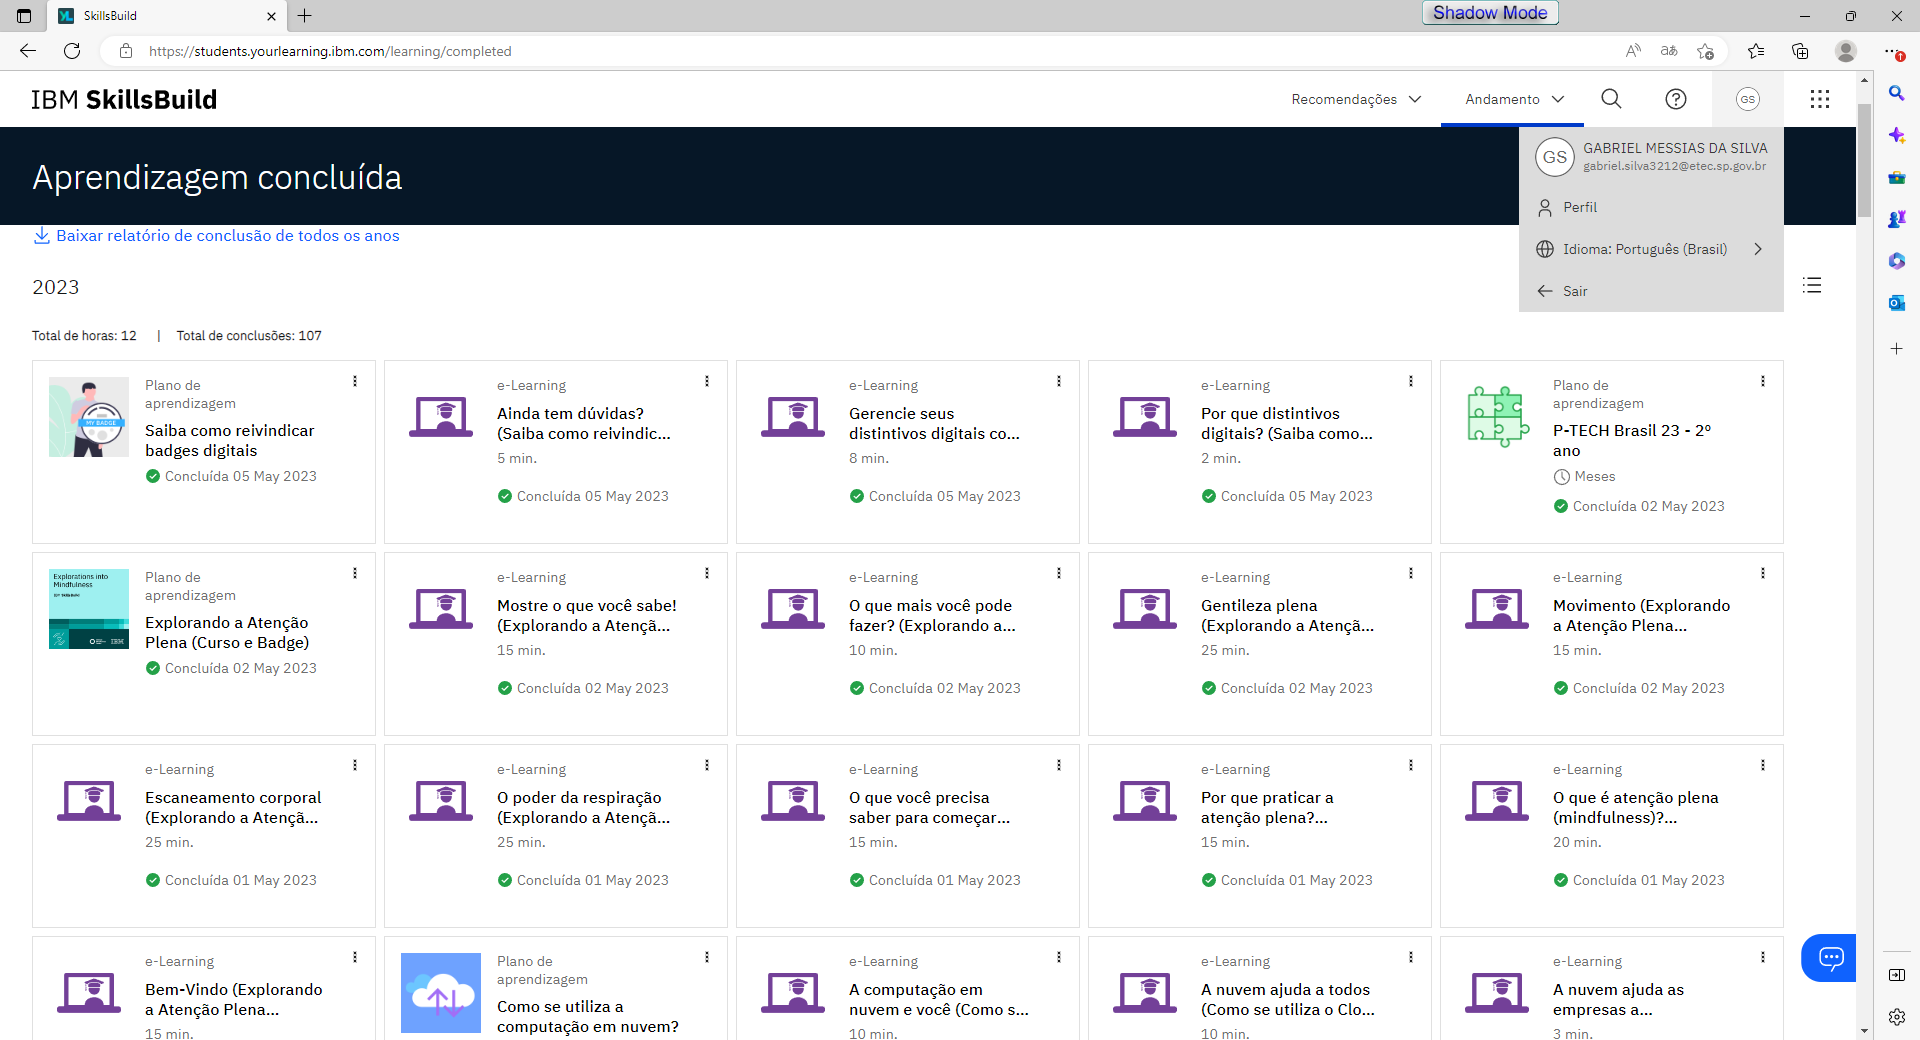 SkillsBuild
Shadow Mode
https://students.yourlearning.ibm.com/learning/completed
IBM SkillsBuild
Recomendações
Andamento
GS
Aprendizagem concluída
GS
GABRIEL MESSIAS DA SILVA
gabriel.silva3212@etec.sp.gov.br
Perfil
Idioma: Português (Brasil)
Sair
Baixar relatório de conclusão de todos os anos
2023
Total de horas: 12 | Total de conclusões: 107
MY BADGE
Plano de
aprendizagem
Saiba como reivindicar
badges digitais
Concluída 05 May 2023
e-Learning
Ainda tem dúvidas?
(Saiba como reivindic...
5 min.
Concluída 05 May 2023
e-Learning
Gerencie seus
distintivos digitais co...
8 min.
Concluída 05 May 2023
e-Learning
Por que distintivos
digitais? (Saiba como...
2 min.
Concluída 05 May 2023
Plano de
aprendizagem
P-TECH Brasil 23 - 2º
ano
Meses
Concluída 02 May 2023
Explorations into
Mindfulness
IBM SkillsBuild
IBM
Plano de
aprendizagem
Explorando a Atenção
Plena (Curso e Badge)
Concluída 02 May 2023
e-Learning
Mostre o que você sabe!
(Explorando a Atençã...
15 min.
Concluída 02 May 2023
e-Learning
O que mais você pode
fazer? (Explorando a...
10 min.
Concluída 02 May 2023
e-Learning
Gentileza plena
(Explorando a Atençã...
25 min.
Concluída 02 May 2023
e-Learning
Movimento (Explorando
a Atenção Plena...
15 min.
Concluída 02 May 2023
e-Learning
Escaneamento corporal
(Explorando a Atençã...
25 min.
Concluída 01 May 2023
e-Learning
O poder da respiração
(Explorando a Atençã...
25 min.
Concluída 01 May 2023
e-Learning
O que você precisa
saber para começar...
15 min.
Concluída 01 May 2023
e-Learning
Por que praticar a
atenção plena?...
15 min.
Concluída 01 May 2023
e-Learning
O que é atenção plena
(mindfulness)?...
20 min.
Concluída 01 May 2023
e-Learning
Bem-Vindo (Explorando
a Atenção Plena...
15 min.
Plano de
aprendizagem
Como se utiliza a
computação em nuvem?
e-Learning
A computação em
nuvem e você (Como s...
10 min.
e-Learning
A nuvem ajuda a todos
(Como se utiliza o Clo...
10 min.
e-Learning
A nuvem ajuda as
empresas a...
3 min.